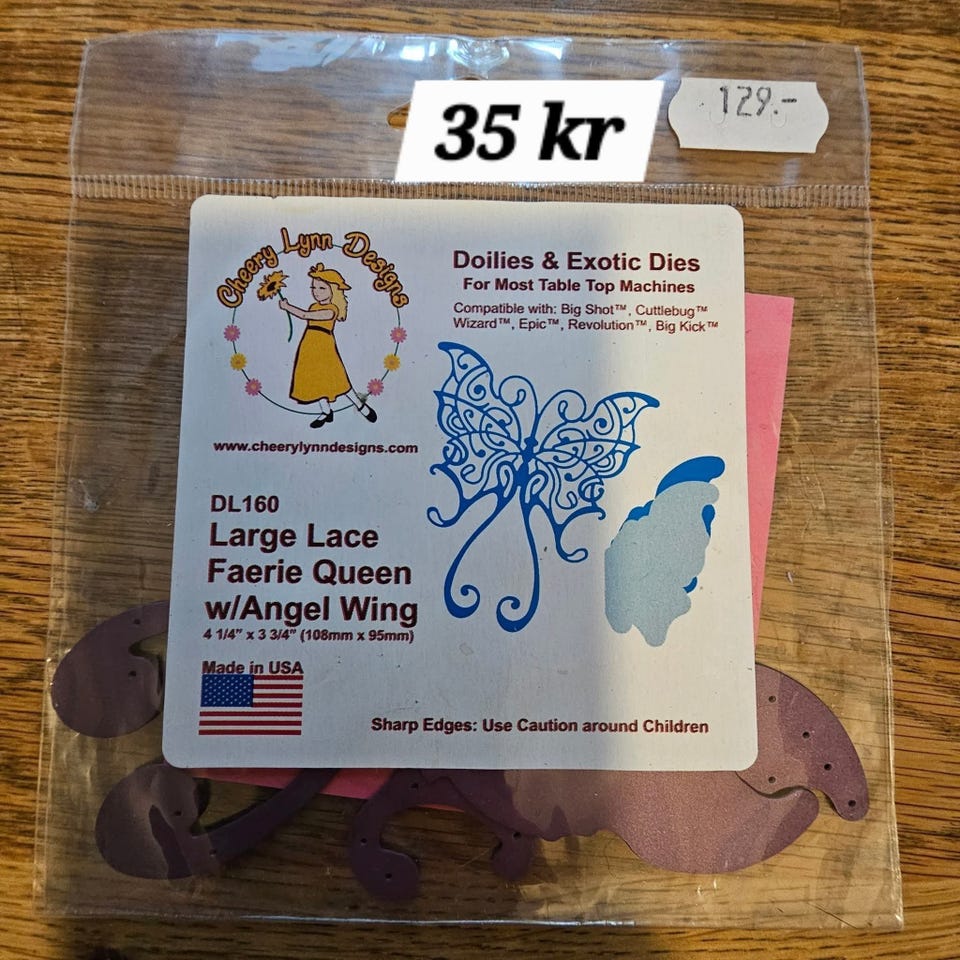 35 kr
129.-
Cheery Lynn Designs
Doilies & Exotic Dies
For Most Table Top Machines
Compatible with: Big Shot™, Cuttlebug™
Wizard™, Epic™, Revolution™, Big Kick™
www.cheerylynndesigns.com
DL160
Large Lace
Faerie Queen
w/Angel Wing
4 1/4" x 3 3/4" (108mm x 95mm)
Made in USA
Sharp Edges: Use Caution around Children